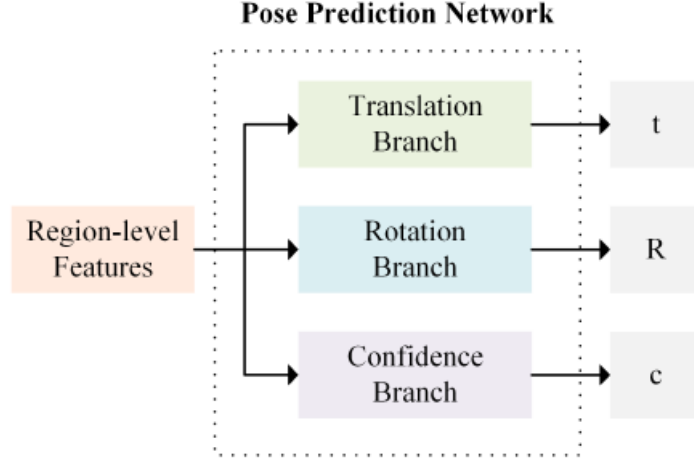 Pose Prediction Network
Translation
Branch
t
Region-level
Features
Rotation
Branch
R
Confidence
Branch
c